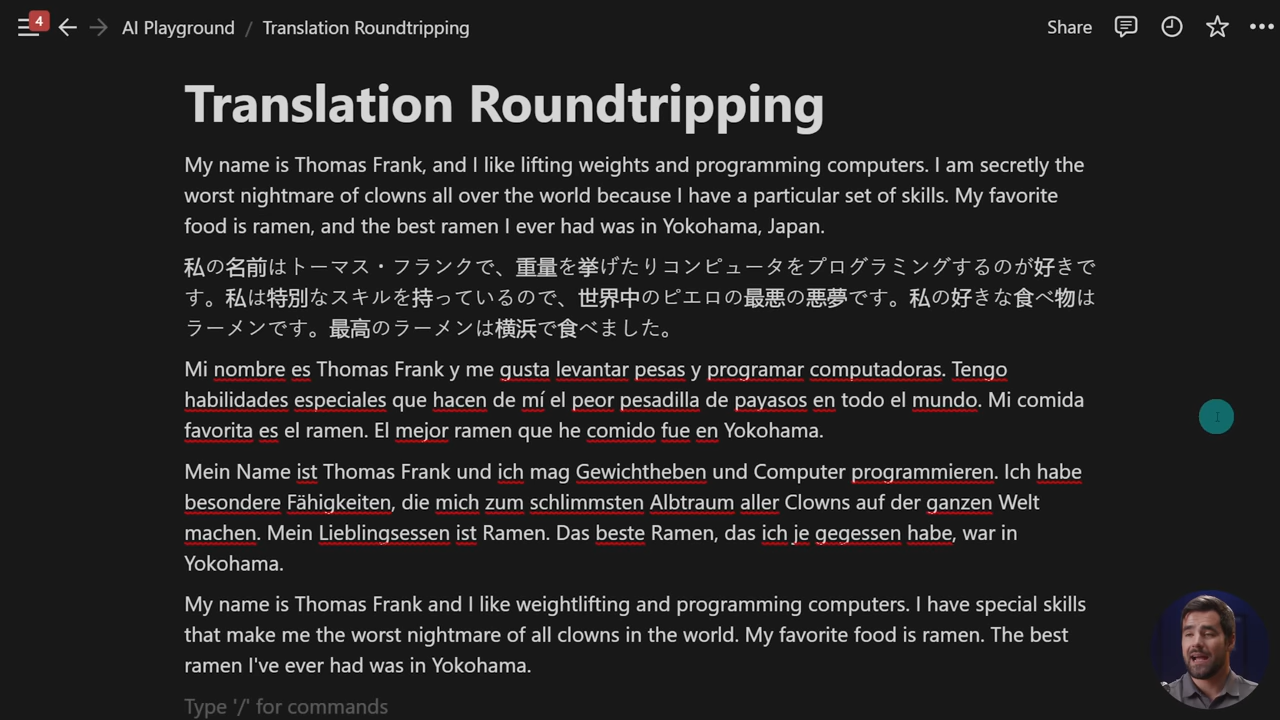 4
AI Playground / Translation Roundtripping
Share
Translation Roundtripping
My name is Thomas Frank, and I like lifting weights and programming computers. I am secretly the
worst nightmare of clowns all over the world because I have a particular set of skills. My favorite
food is ramen, and the best ramen I ever had was in Yokohama, Japan.
私の名前はトーマス・フランクで、重量を挙げたりコンピュータをプログラミングするのが好きで
す。私は特別なスキルを持っているので、世界中のピエロの最悪の悪夢です。私の好きな食べ物は
ラーメンです。最高のラーメンは横浜で食べました。
Mi nombre es Thomas Frank y me gusta levantar pesas y programar computadoras. Tengo
habilidades especiales que hacen de mí el peor pesadilla de payasos en todo el mundo. Mi comida
favorita es el ramen. El mejor ramen que he comido fue en Yokohama.
Mein Name ist Thomas Frank und ich mag Gewichtheben und Computer programmieren. Ich habe
besondere Fähigkeiten, die mich zum schlimmsten Albtraum aller Clowns auf der ganzen Welt
machen. Mein Lieblingsessen ist Ramen. Das beste Ramen, das ich je gegessen habe, war in
Yokohama.
My name is Thomas Frank and I like weightlifting and programming computers. I have special skills
that make me the worst nightmare of all clowns in the world. My favorite food is ramen. The best
ramen I've ever had was in Yokohama.
Type '/' for commands